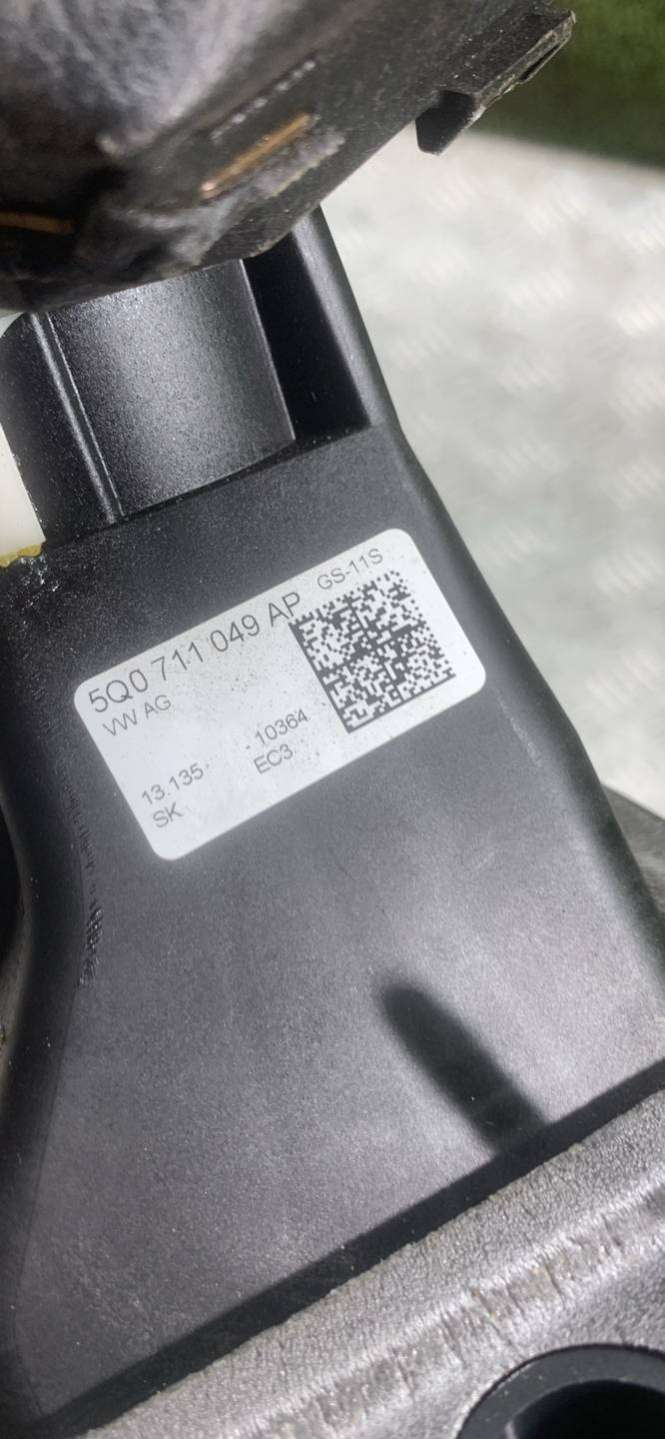 5Q0 711 049 AP GS-11S
VW AG
13.135 10364
SK EC3